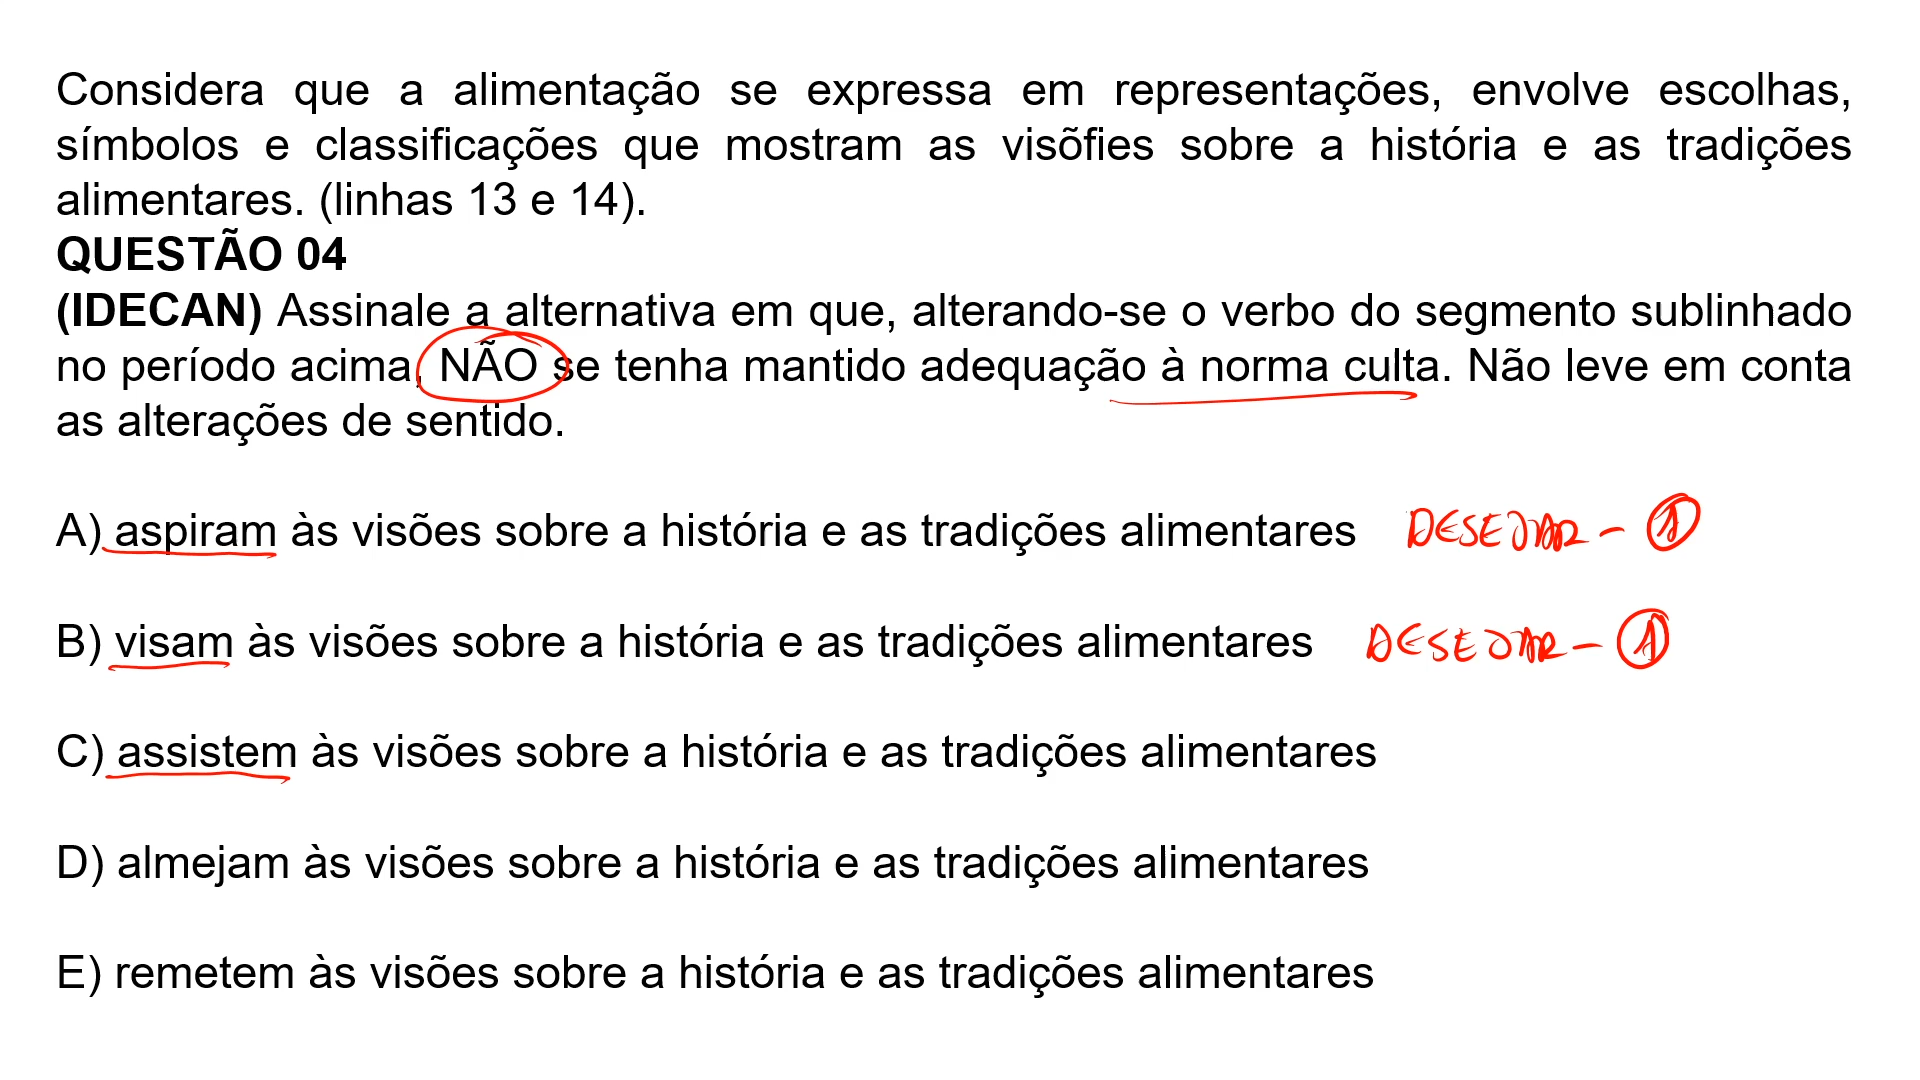 Considera que a alimentação se expressa em representações, envolve escolhas,
símbolos e classificações que mostram as visõfies sobre a história e as tradições
alimentares. (linhas 13 e 14).
QUESTÃO 04
(IDECAN) Assinale a alternativa em que, alterando-se o verbo do segmento sublinhado
no período acima, NÃO se tenha mantido adequação à norma culta. Não leve em conta
as alterações de sentido.
A) aspiram às visões sobre a história e as tradições alimentares DESEJAR - A
B) visam às visões sobre a história e as tradições alimentares DESEJAR - A
C) assistem às visões sobre a história e as tradições alimentares
D) almejam às visões sobre a história e as tradições alimentares
E) remetem às visões sobre a história e as tradições alimentares